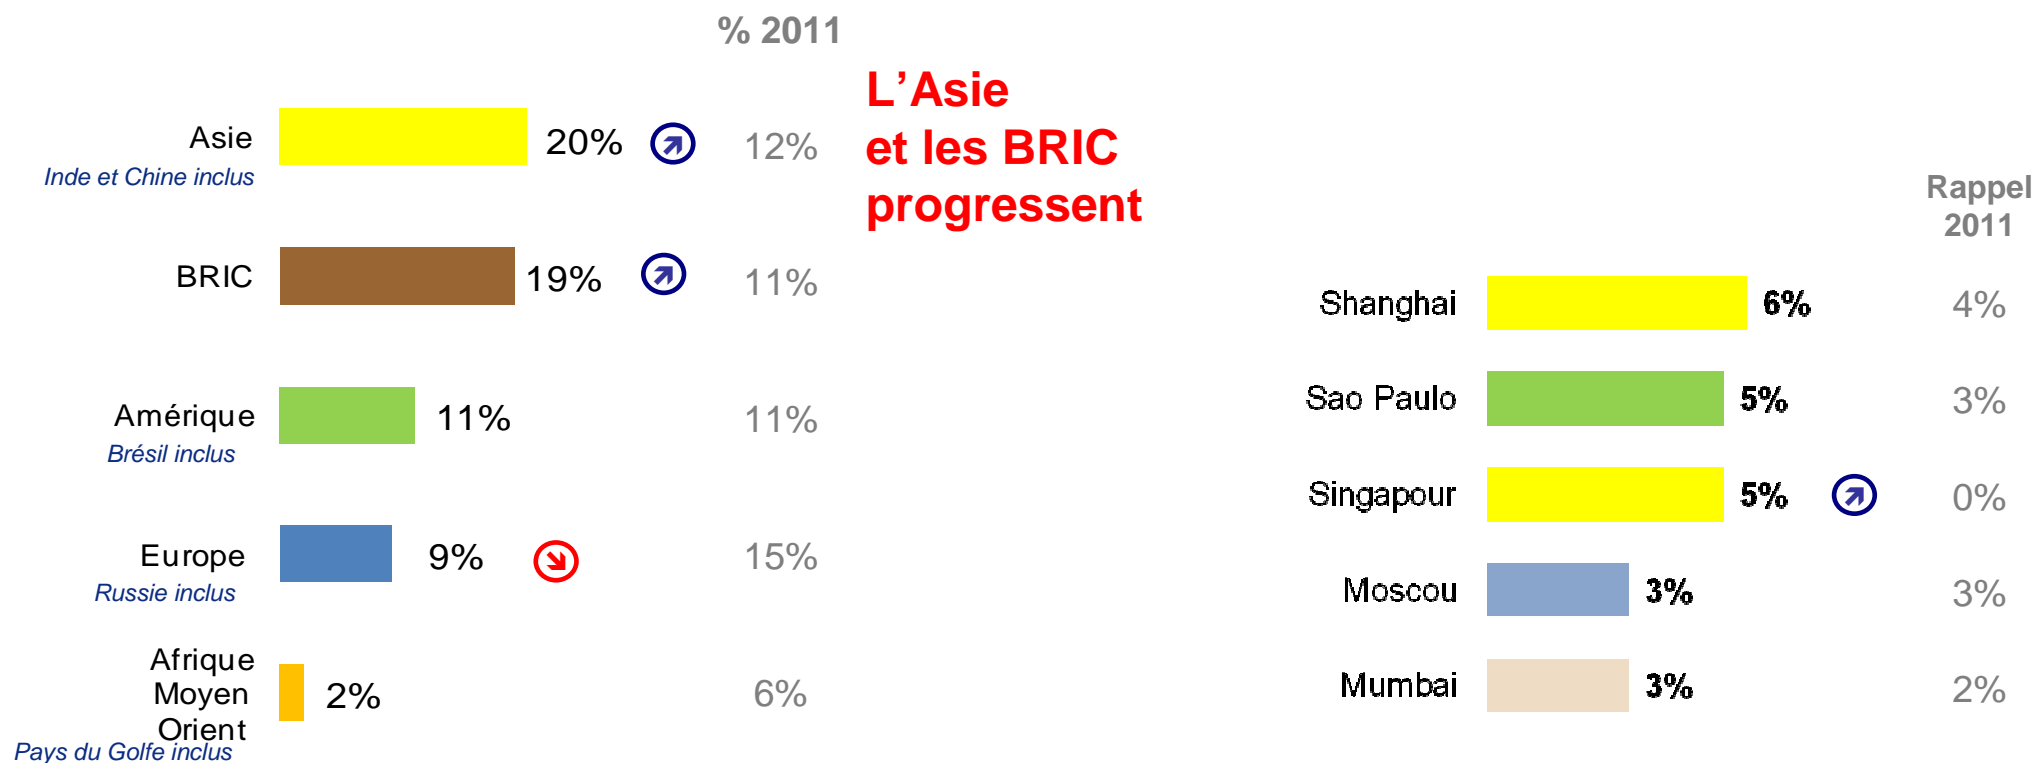 % 2011
L’Asie
et les BRIC
progressent
Asie 20% 12%
Inde et Chine inclus
BRIC 19% 11%
Amérique 11% 11%
Brésil inclus
Europe 9% 15%
Russie inclus
Afrique
Moyen 2% 6%
Orient
Pays du Golfe inclus
Rappel
2011
Shanghai 6% 4%
Sao Paulo 5% 3%
Singapour 5% 0%
Moscou 3% 3%
Mumbai 3% 2%